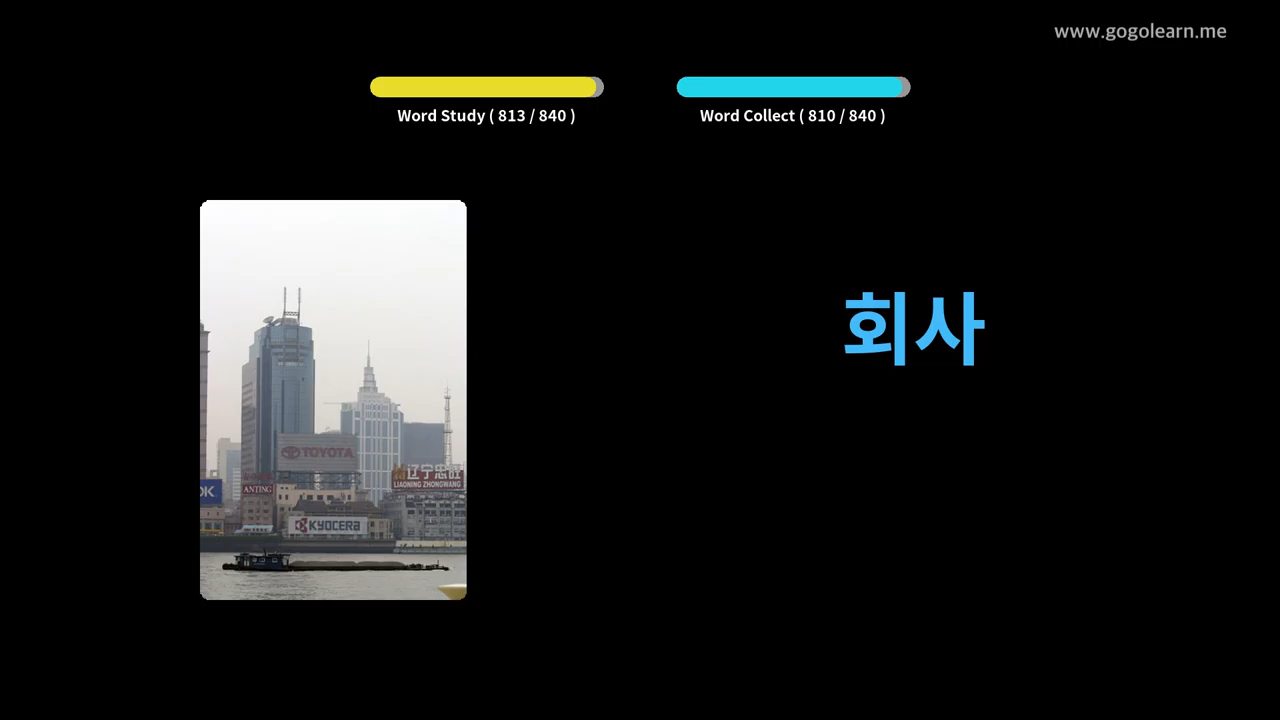 www.gogolearn.me
Word Study ( 813 / 840 )
Word Collect ( 810 / 840 )
회사
TOYOTA
辽宁忠旺
LIAONING ZHONGWANG
OK
ANTING
KYOCERA